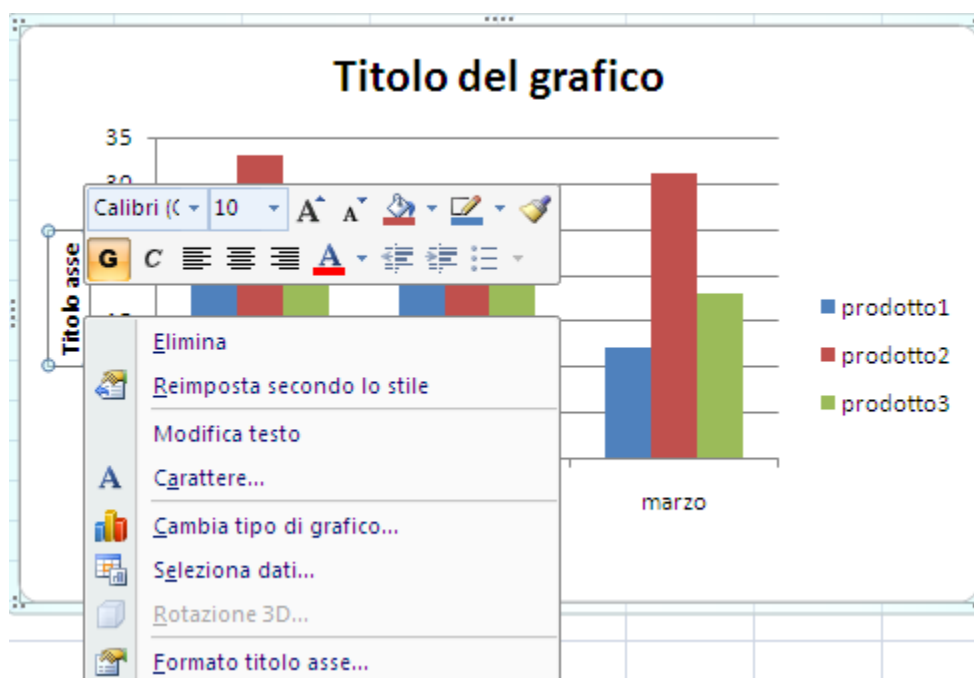 Titolo del grafico
35
30
Calibri (C
10
A A
G C A
Titolo asse
Elimina
Reimposta secondo lo stile
Modifica testo
A Carattere...
Cambia tipo di grafico...
Seleziona dati...
Rotazione 3D...
Formato titolo asse...
prodotto1
prodotto2
prodotto3
marzo